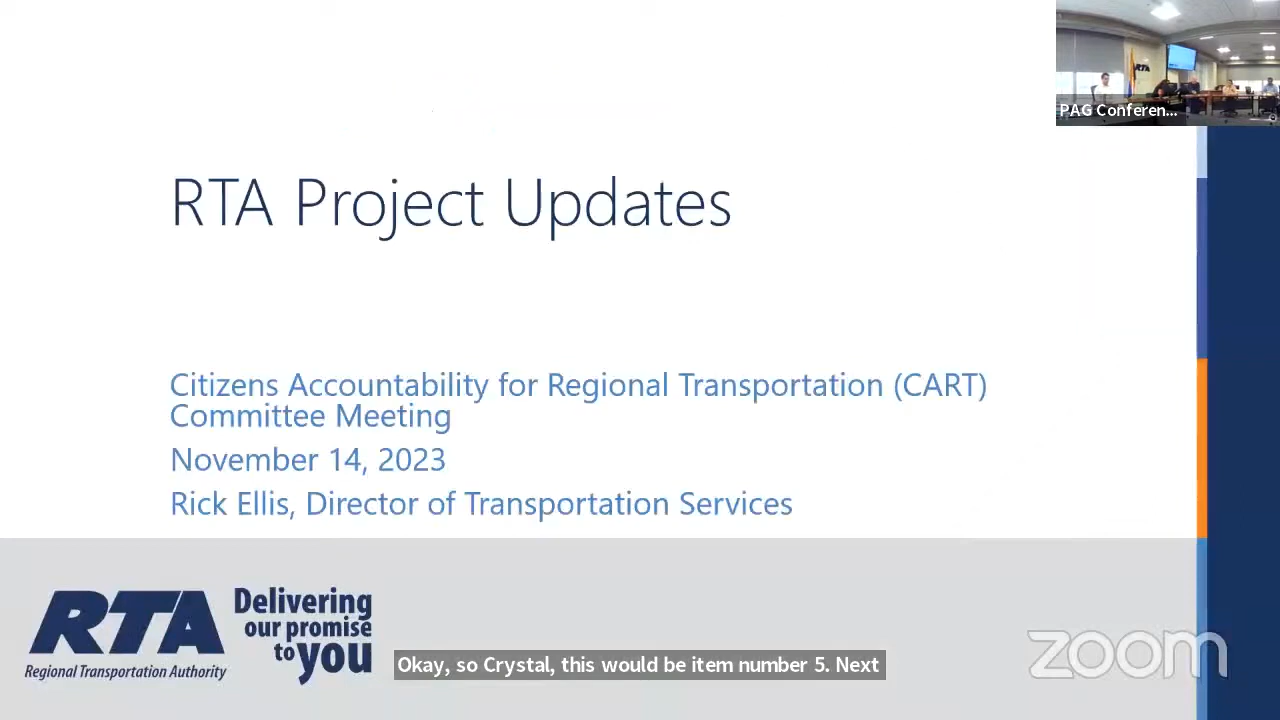 RTA
PAG Conferen...
RTA Project Updates
Citizens Accountability for Regional Transportation (CART)
Committee Meeting
November 14, 2023
Rick Ellis, Director of Transportation Services
RTA
Regional Transportation Authority
Delivering
our promise
to you
Okay, so Crystal, this would be item number 5. Next
zoom